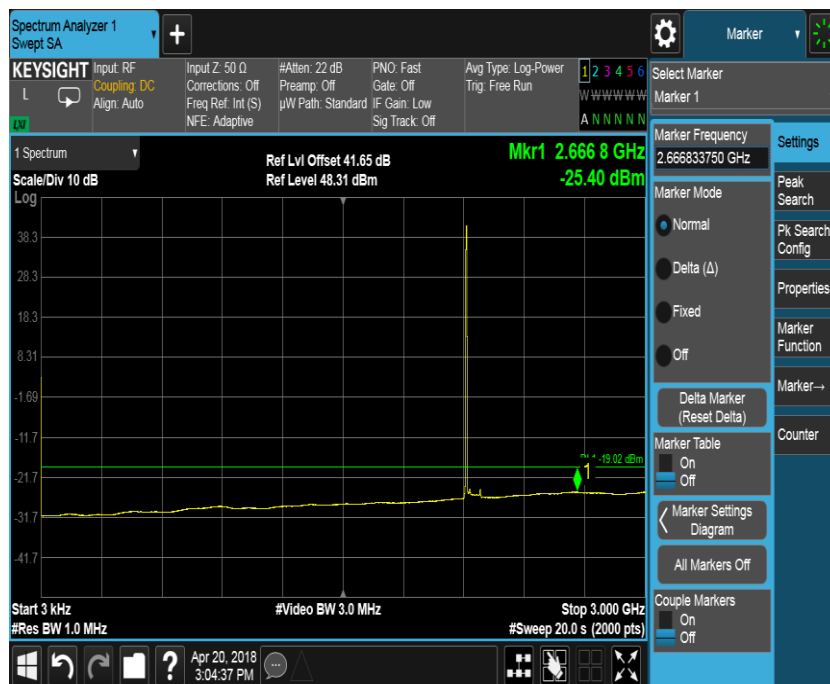 Spectrum Analyzer 1
Swept SA
+
Marker
KEYSIGHT
L
LXI
Input: RF
Coupling: DC
Align: Auto
Input Z: 50 Ω
Corrections: Off
Freq Ref: Int (S)
NFE: Adaptive
#Atten: 22 dB
Preamp: Off
µW Path: Standard
PNO: Fast
Gate: Off
IF Gain: Low
Sig Track: Off
Avg Type: Log-Power
Trig: Free Run
1 2 3 4 5 6
W W W W W W
A N N N N N
Select Marker
Marker 1
1 Spectrum
Scale/Div 10 dB
Ref Lvl Offset 41.65 dB
Ref Level 48.31 dBm
Mkr1 2.666 8 GHz
-25.40 dBm
Log
38.3
28.3
18.3
8.31
-1.69
-11.7
-21.7
-31.7
-41.7
-19.02 dBm
1
Start 3 kHz
#Res BW 1.0 MHz
#Video BW 3.0 MHz
Stop 3.000 GHz
#Sweep 20.0 s (2000 pts)
Marker Frequency
2.666833750 GHz
Marker Mode
Normal
Delta (Δ)
Fixed
Off
Delta Marker
(Reset Delta)
Marker Table
On
Off
Marker Settings
Diagram
All Markers Off
Couple Markers
On
Off
Settings
Peak
Search
Pk Search
Config
Properties
Marker
Function
Marker→
Counter
?
Apr 20, 2018
3:04:37 PM